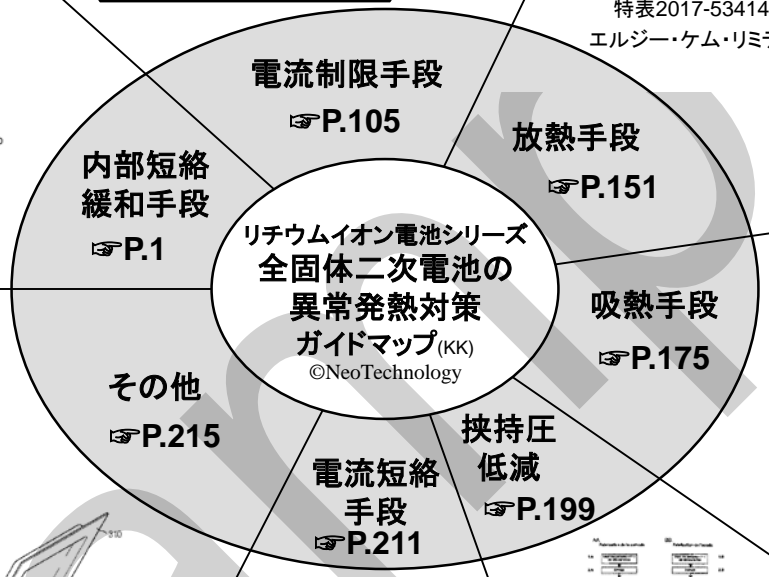 特表2017-53414
エルジー・ケム・リミテ
電流制限手段
☞P.105
放熱手段
☞P.151
内部短絡
緩和手段
☞P.1
リチウムイオン電池シリーズ
全固体二次電池の
異常発熱対策
ガイドマップ(KK)
©NeoTechnology
吸熱手段
☞P.175
その他
☞P.215
挟持圧
低減
☞P.199
電流短絡
手段
☞P.211
310